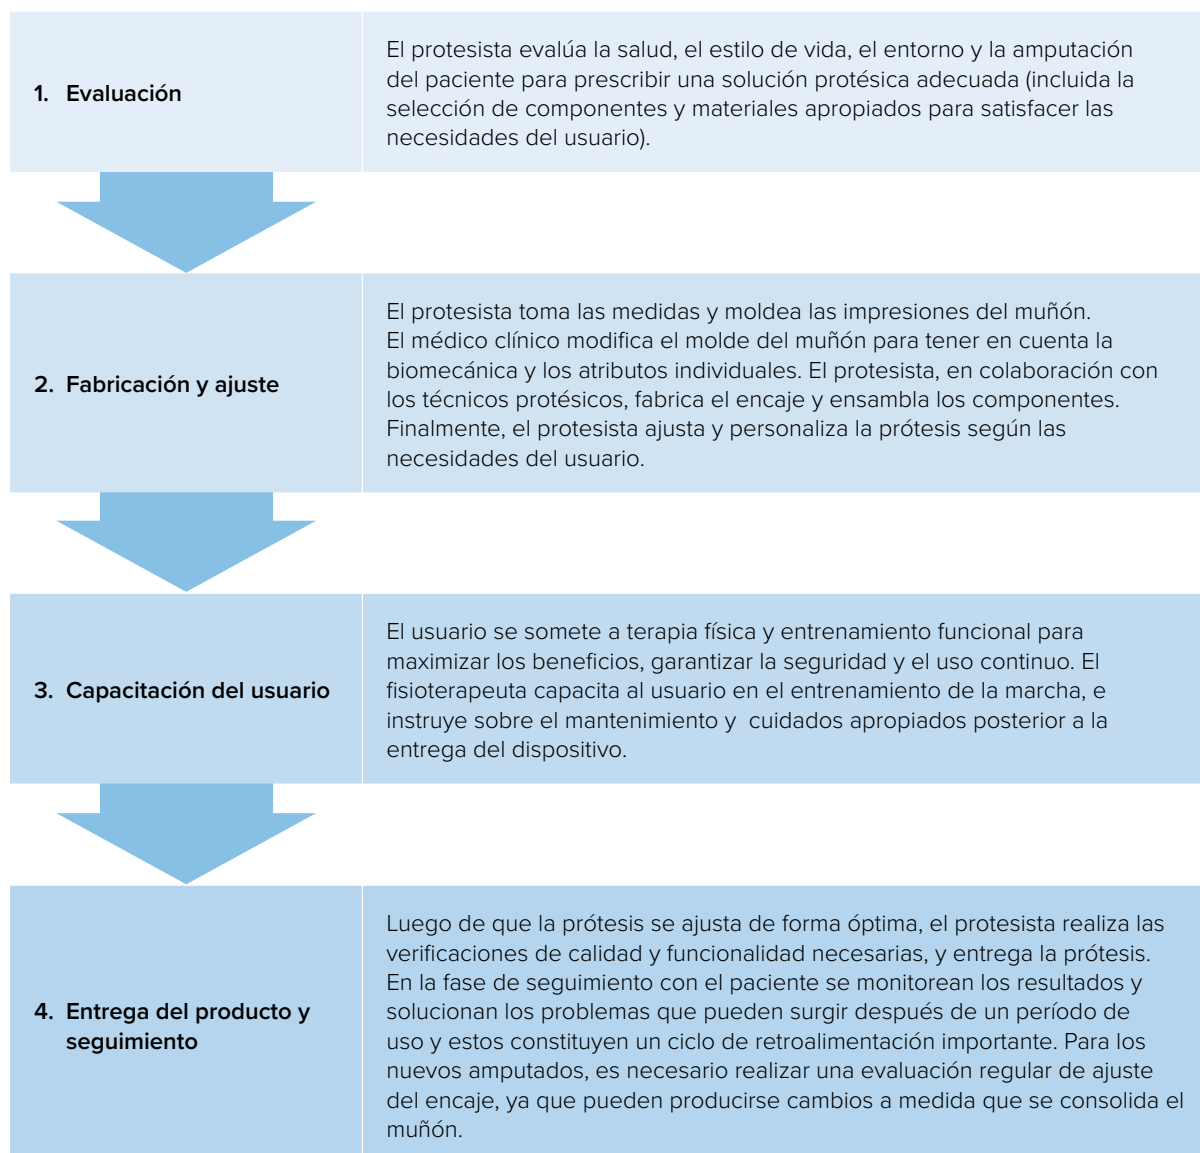 1. Evaluación
El protesista evalúa la salud, el estilo de vida, el entorno y la amputación
del paciente para prescribir una solución protésica adecuada (incluida la
selección de componentes y materiales apropiados para satisfacer las
necesidades del usuario).
2. Fabricación y ajuste
El protesista toma las medidas y moldea las impresiones del muñón.
El médico clínico modifica el molde del muñón para tener en cuenta la
biomecánica y los atributos individuales. El protesista, en colaboración con
los técnicos protésicos, fabrica el encaje y ensambla los componentes.
Finalmente, el protesista ajusta y personaliza la prótesis según las
necesidades del usuario.
3. Capacitación del usuario
El usuario se somete a terapia física y entrenamiento funcional para
maximizar los beneficios, garantizar la seguridad y el uso continuo. El
fisioterapeuta capacita al usuario en el entrenamiento de la marcha, e
instruye sobre el mantenimiento y cuidados apropiados posterior a la
entrega del dispositivo.
4. Entrega del producto y
seguimiento
Luego de que la prótesis se ajusta de forma óptima, el protesista realiza las
verificaciones de calidad y funcionalidad necesarias, y entrega la prótesis.
En la fase de seguimiento con el paciente se monitorean los resultados y
solucionan los problemas que pueden surgir después de un período de
uso y estos constituyen un ciclo de retroalimentación importante. Para los
nuevos amputados, es necesario realizar una evaluación regular de ajuste
del encaje, ya que pueden producirse cambios a medida que se consolida el
muñón.